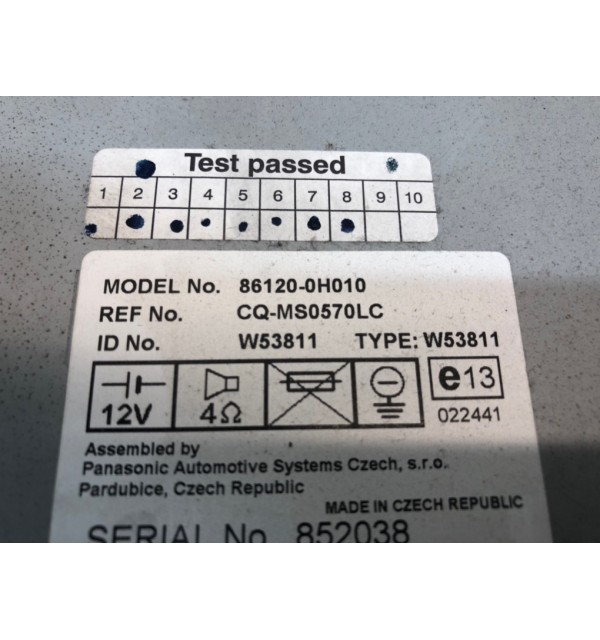 Test passed
1 2 3 4 5 6 7 8 9 10
MODEL No. 86120-0H010
REF No. CQ-MS0570LC
ID No. W53811 TYPE: W53811
12V 4Ω e13
022441
Assembled by
Panasonic Automotive Systems Czech, s.r.o.
Pardubice, Czech Republic
MADE IN CZECH REPUBLIC
SERIAL No. 852038